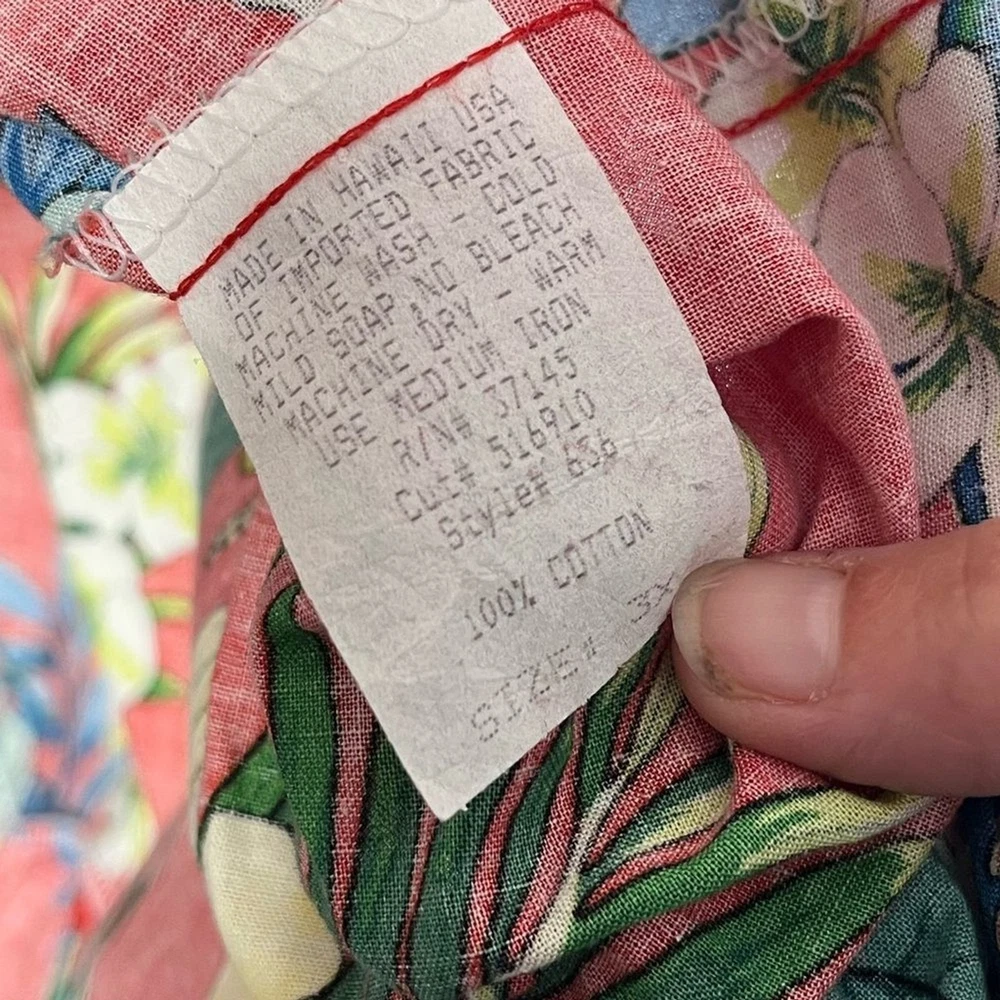 MADE IN HAWAII USA
OF IMPORTED FABRIC
MACHINE WASH - COLD
MILD SOAP NO BLEACH
MACHINE DRY - WARM
USE MEDIUM IRON
R/N# 37145
Cut# 516910
Style# 656
100% COTTON
SIZE# 3X